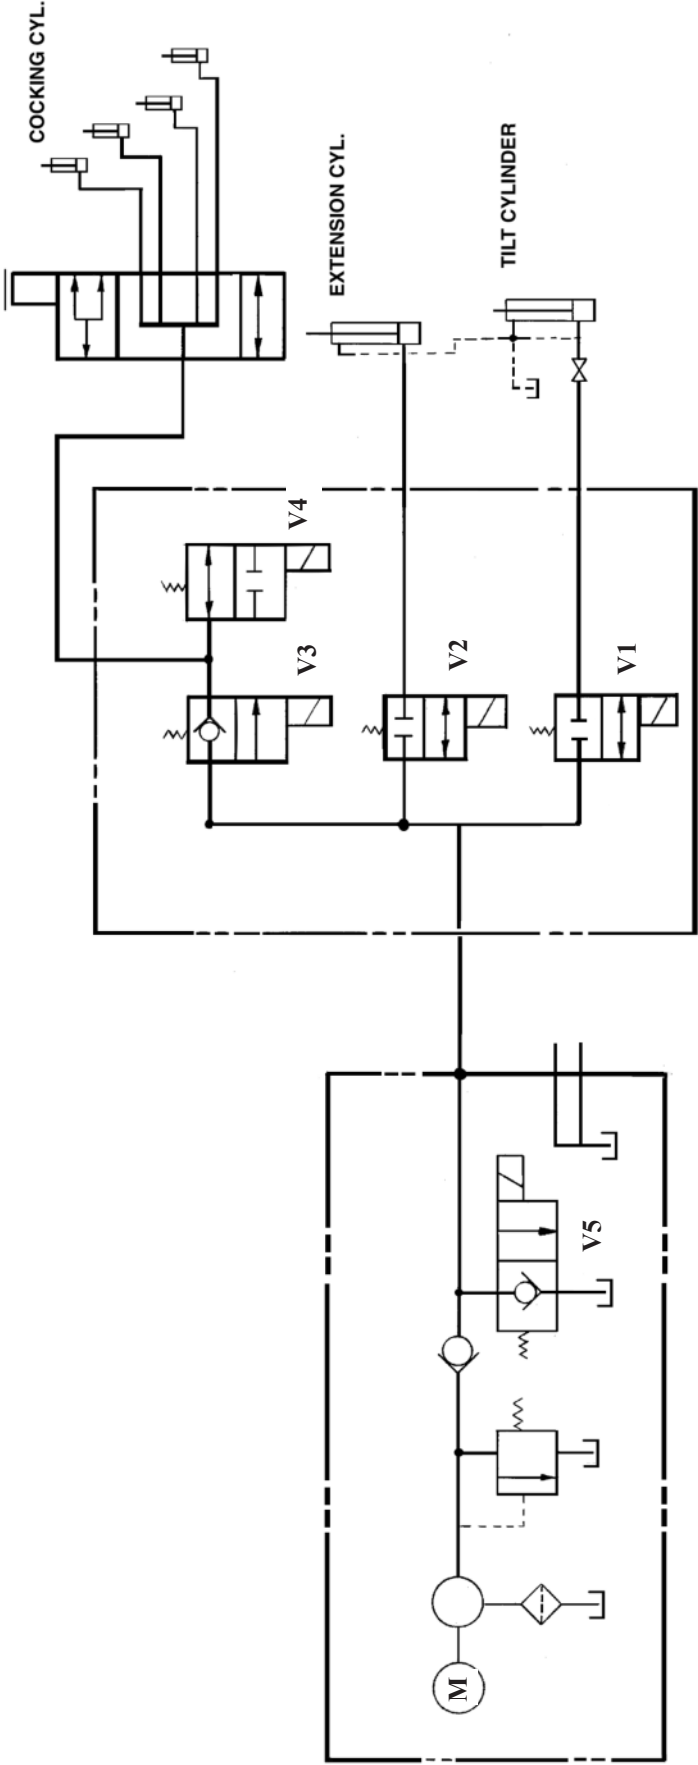 COCKING CYL.
EXTENSION CYL.
TILT CYLINDER
V4
V3
V2
V1
V5
M